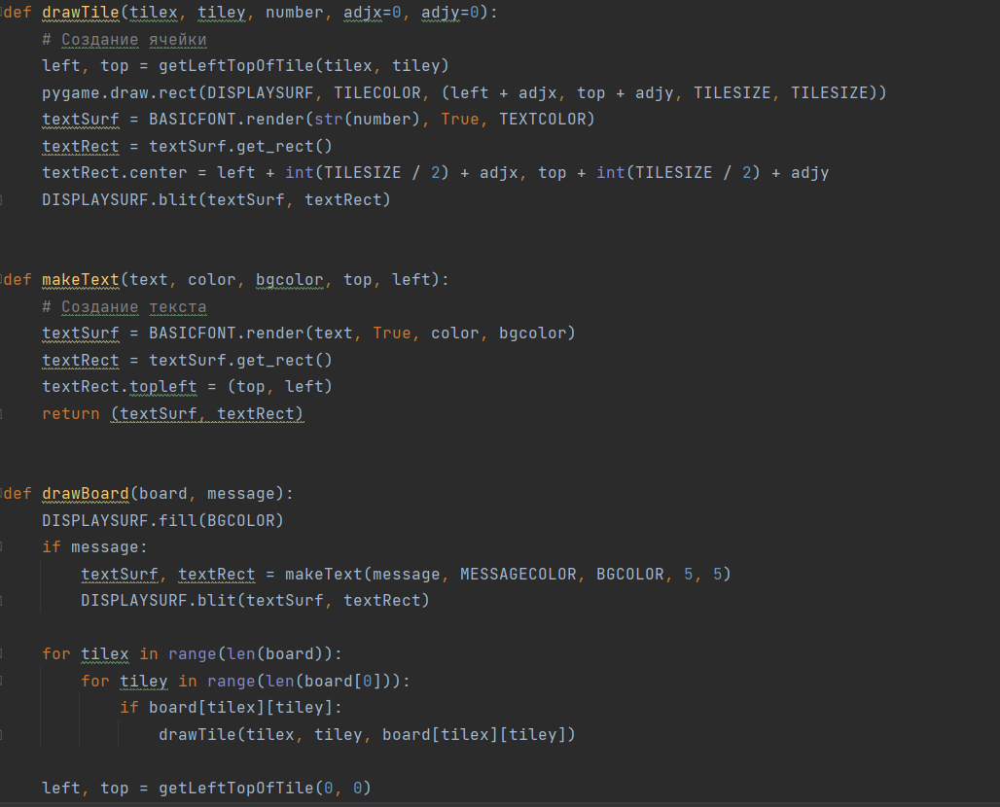 def drawTile(tilex, tiley, number, adjx=0, adjy=0):
    # Создание ячейки
    left, top = getLeftTopOfTile(tilex, tiley)
    pygame.draw.rect(DISPLAYSURF, TILECOLOR, (left + adjx, top + adjy, TILESIZE, TILESIZE))
    textSurf = BASICFONT.render(str(number), True, TEXTCOLOR)
    textRect = textSurf.get_rect()
    textRect.center = left + int(TILESIZE / 2) + adjx, top + int(TILESIZE / 2) + adjy
    DISPLAYSURF.blit(textSurf, textRect)
def makeText(text, color, bgcolor, top, left):
    # Создание текста
    textSurf = BASICFONT.render(text, True, color, bgcolor)
    textRect = textSurf.get_rect()
    textRect.topleft = (top, left)
    return (textSurf, textRect)
def drawBoard(board, message):
    DISPLAYSURF.fill(BGCOLOR)
    if message:
        textSurf, textRect = makeText(message, MESSAGECOLOR, BGCOLOR, 5, 5)
        DISPLAYSURF.blit(textSurf, textRect)
    for tilex in range(len(board)):
        for tiley in range(len(board[0])):
            if board[tilex][tiley]:
                drawTile(tilex, tiley, board[tilex][tiley])
    left, top = getLeftTopOfTile(0, 0)